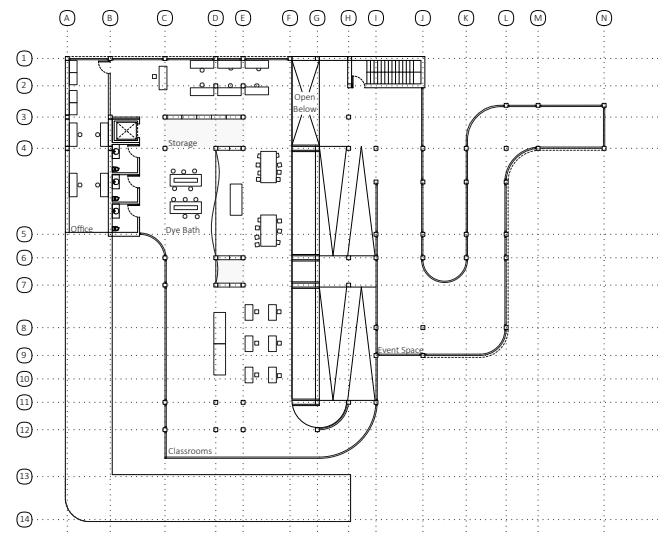 A B C D E F G H I J K L M N
1
2
Open
Below
3
Storage
4
Dye Bath
Office
5
6
7
8
Event Space
9
10
11
12
Classrooms
13
14